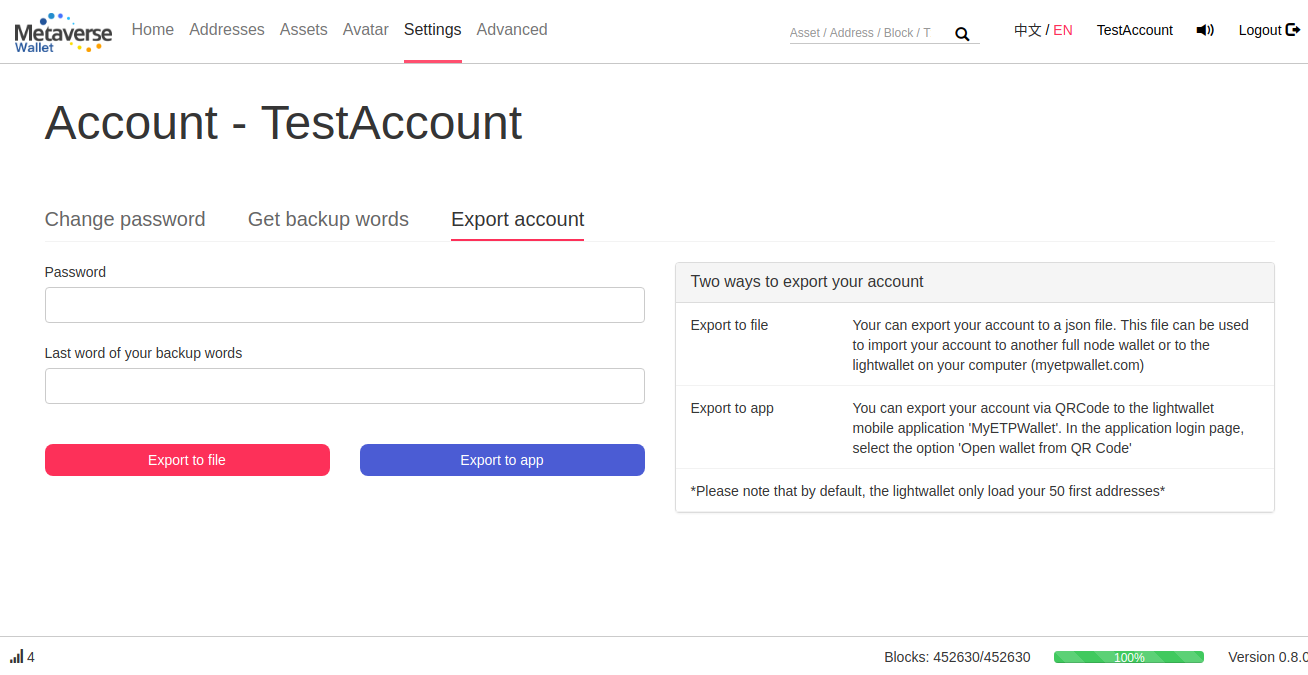 Metaverse
Wallet
Home Addresses Assets Avatar Settings Advanced
Asset / Address / Block / T
中文 / EN TestAccount Logout
Account - TestAccount
Change password Get backup words Export account
Password
Last word of your backup words
Export to file Export to app
Two ways to export your account
Export to file
Your can export your account to a json file. This file can be used
to import your account to another full node wallet or to the
lightwallet on your computer (myetpwallet.com)
Export to app
You can export your account via QRCode to the lightwallet
mobile application 'MyETPWallet'. In the application login page,
select the option 'Open wallet from QR Code'
*Please note that by default, the lightwallet only load your 50 first addresses*
4
Blocks: 452630/452630 100% Version 0.8.0